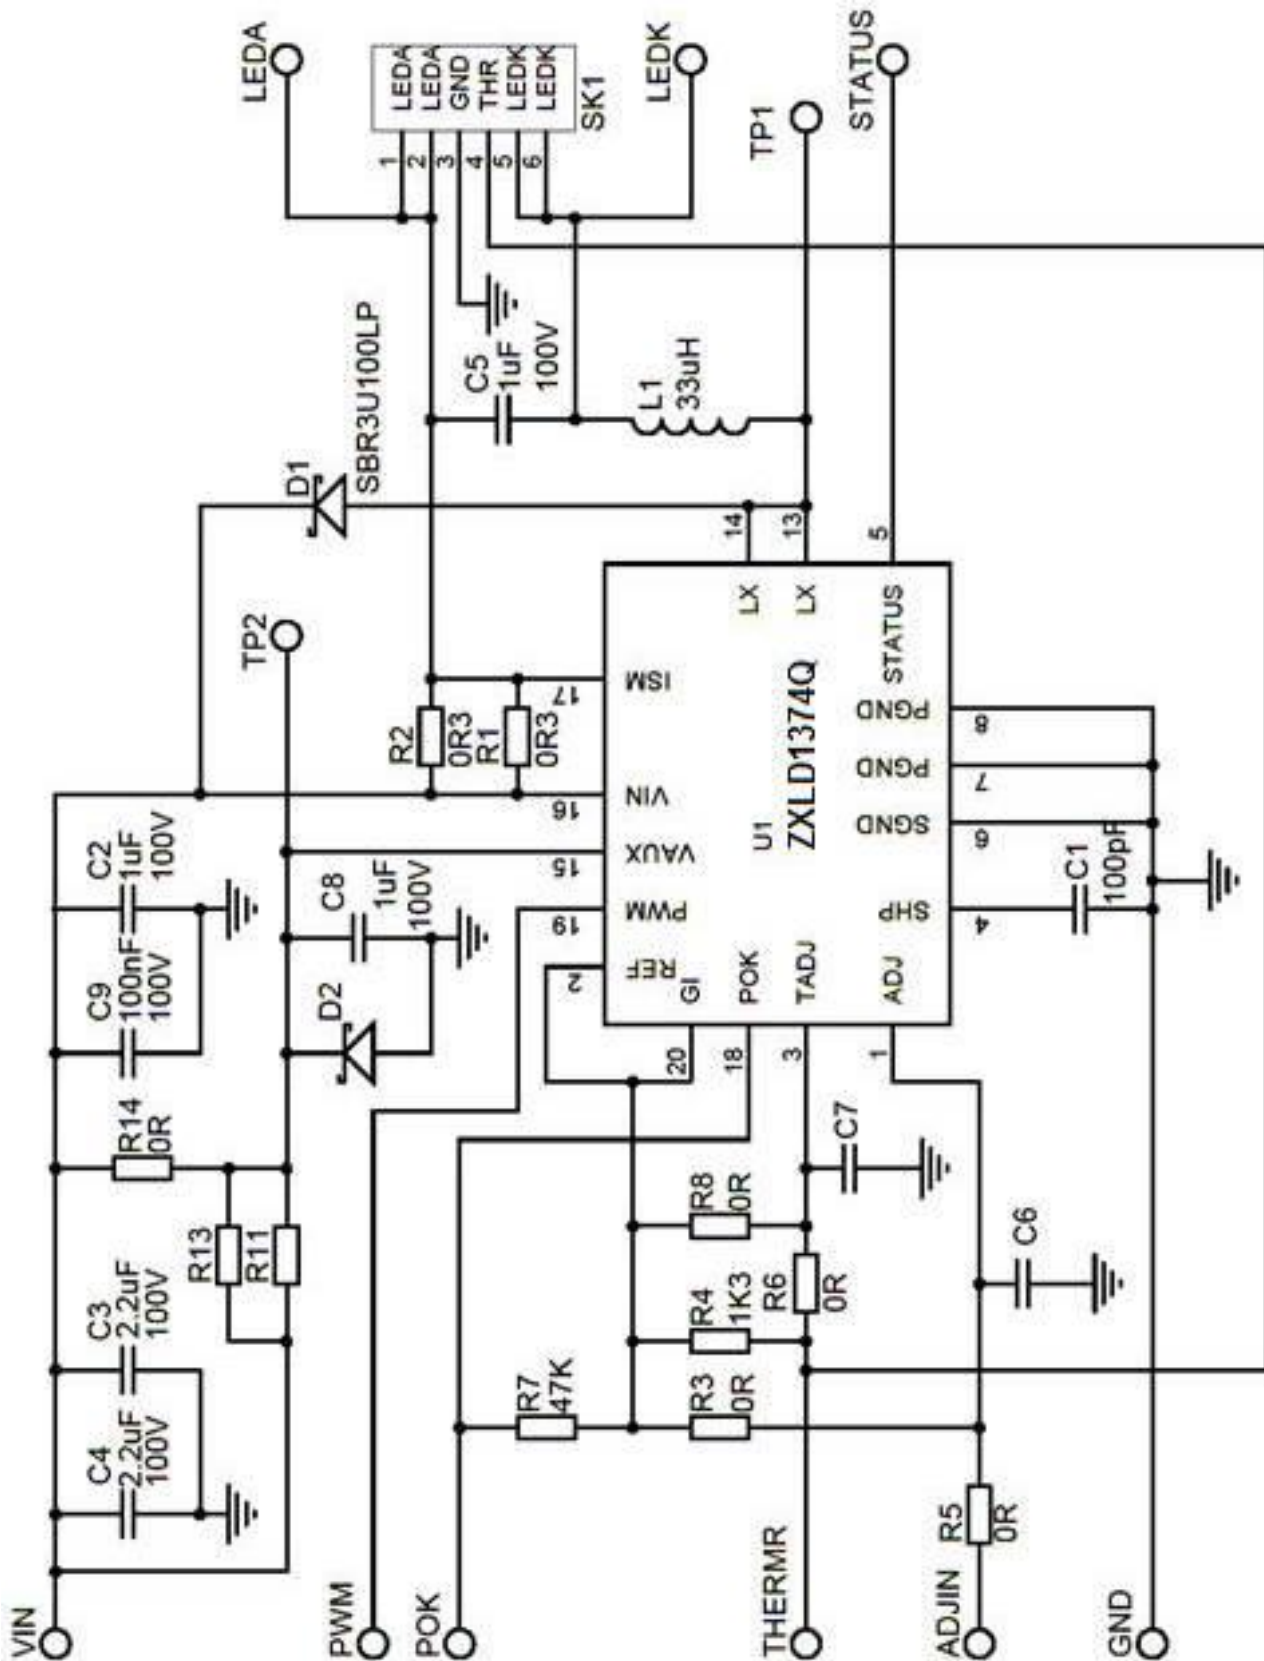 VIN
C4
2.2uF
100V
C3
2.2uF
100V
R14
0R
C9
100nF
100V
C2
1uF
100V
R13
R11
D2
C8
1uF
100V
TP2
D1
SBR3U100LP
LEDA
1
2
3
4
5
6
LEDA
LEDA
GND
THR
LEDK
LEDK
SK1
LEDK
C5
1uF
100V
L1
33uH
TP1
STATUS
R2
0R3
R1
0R3
PWM
POK
R7
47K
R3
0R
R4
1K3
R8
0R
R6
0R
C7
C6
THERMR
ADJIN
R5
0R
GND
2
19
15
16
17
REF
PWM
VAUX
VIN
ISM
20
18
3
1
GI
POK
TADJ
ADJ
U1
ZXLD1374Q
LX
LX
STATUS
14
13
5
SHP
SGND
PGND
PGND
4
6
7
8
C1
100pF